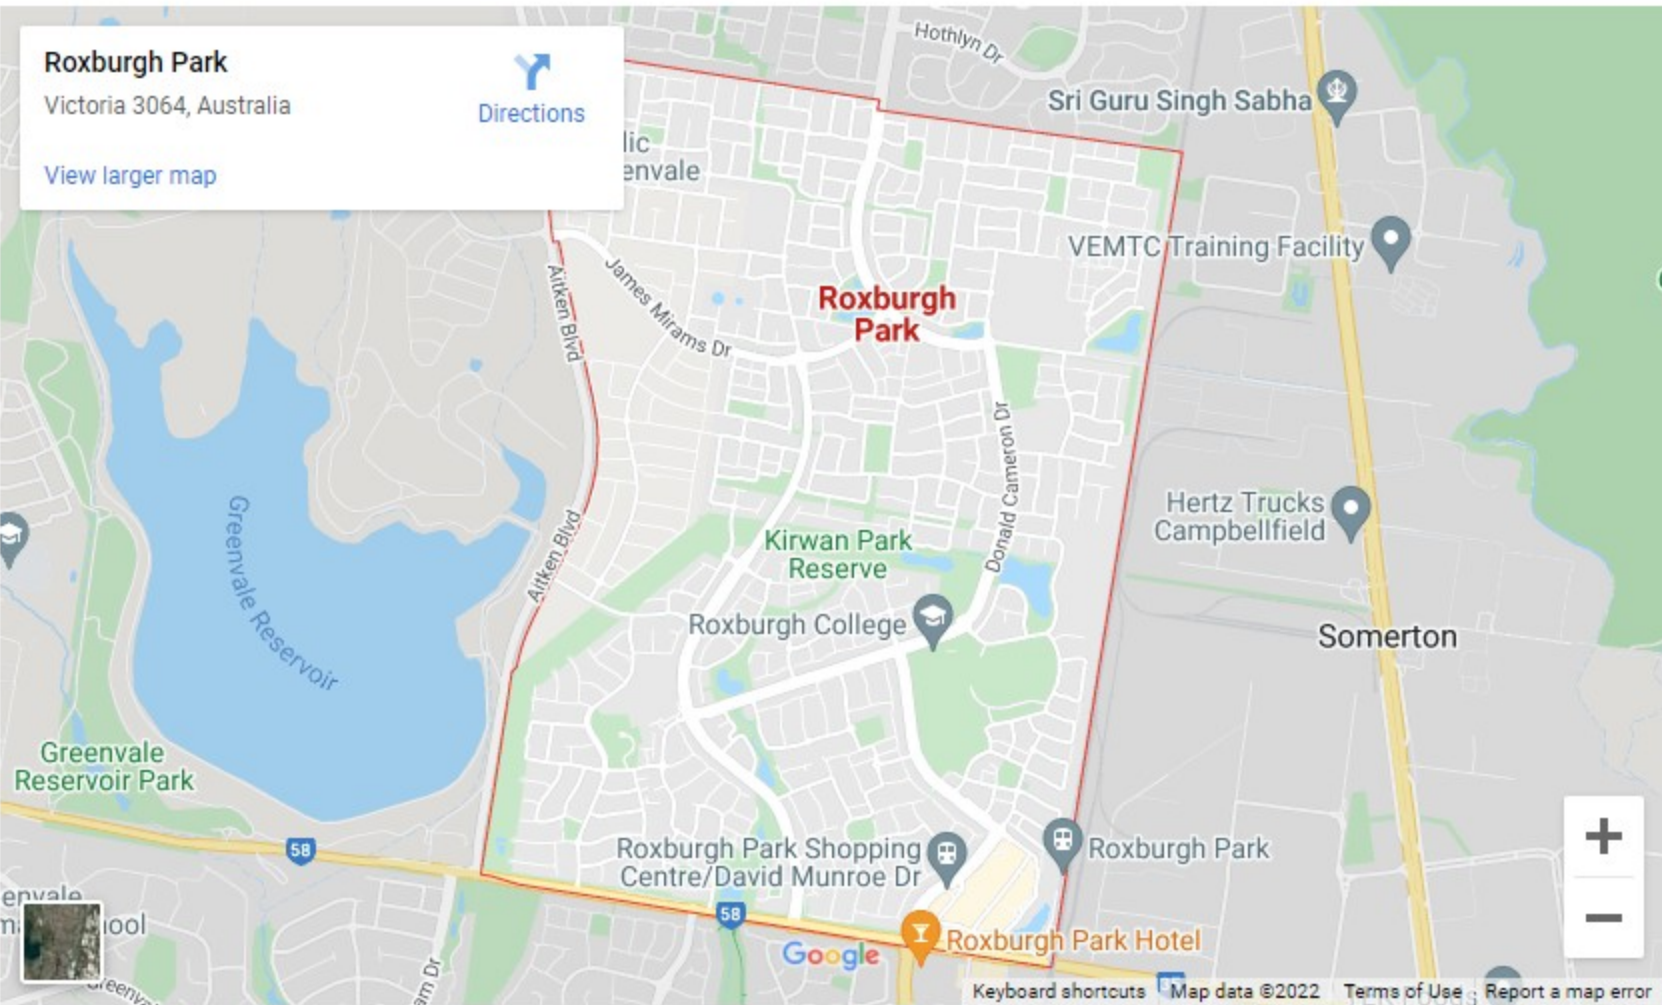 Roxburgh Park
Victoria 3064, Australia
Directions
View larger map
Hothlyn Dr
Sri Guru Singh Sabha
lic
envale
VEMTC Training Facility
James Mirams Dr
Aitken Blvd
Roxburgh
Park
Donald Cameron Dr
Hertz Trucks
Campbellfield
Greenvale Reservoir
Aitken Blvd
Kirwan Park
Reserve
Roxburgh College
Somerton
Greenvale
Reservoir Park
58
Roxburgh Park Shopping
Centre/David Munroe Dr
Roxburgh Park
58
Roxburgh Park Hotel
Google
envale
ool
am Dr
Keyboard shortcuts
Map data ©2022
Terms of Use
Report a map error